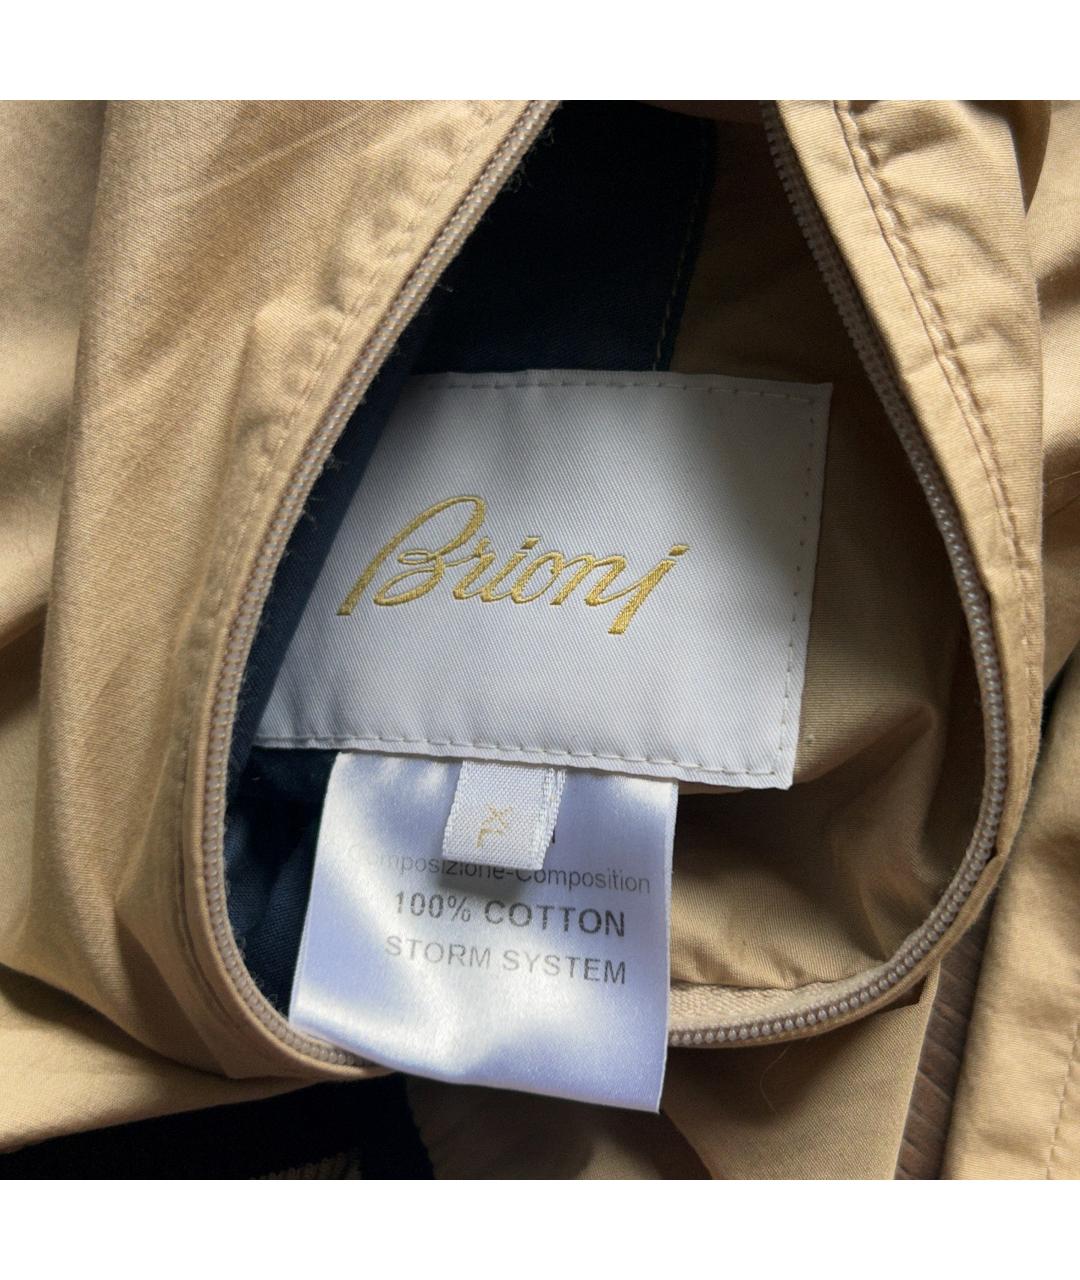 Brioni
XL
Composizione-Composition
100% COTTON
STORM SYSTEM